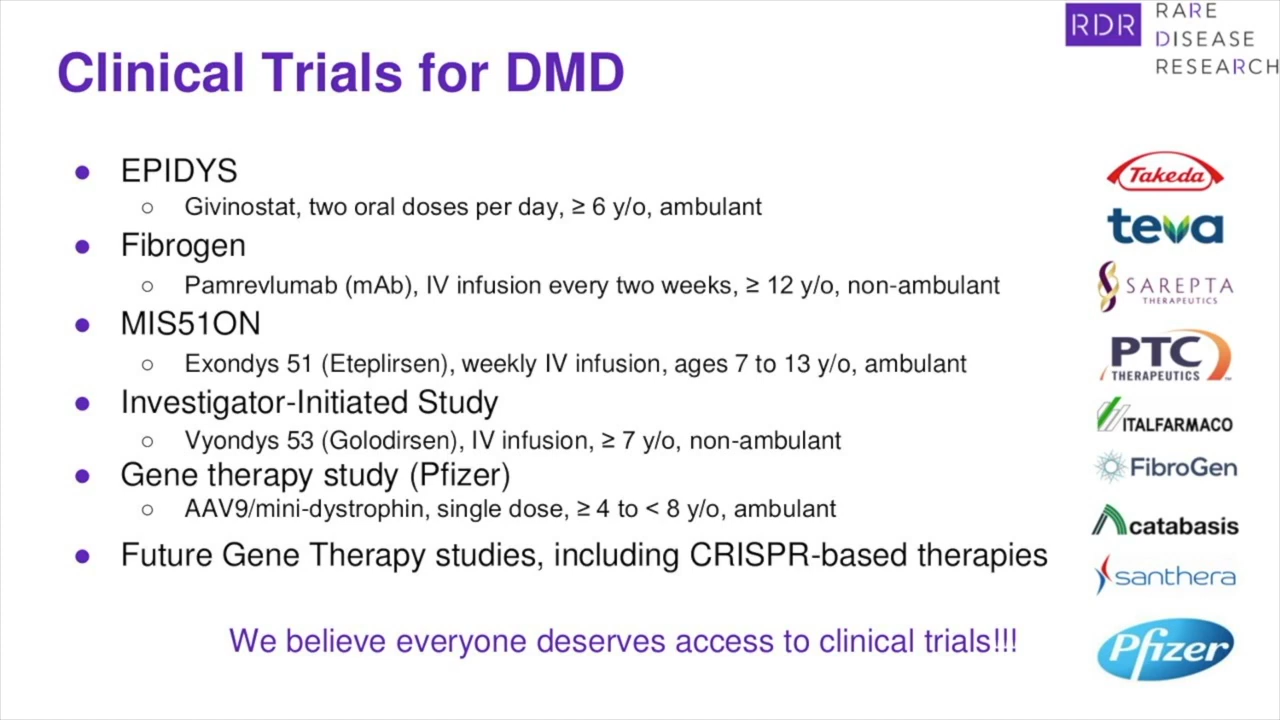 RDR RARE
DISEASE
RESEARCH
Clinical Trials for DMD
● EPIDYS
○ Givinostat, two oral doses per day, ≥ 6 y/o, ambulant
● Fibrogen
○ Pamrevlumab (mAb), IV infusion every two weeks, ≥ 12 y/o, non-ambulant
● MIS51ON
○ Exondys 51 (Eteplirsen), weekly IV infusion, ages 7 to 13 y/o, ambulant
● Investigator-Initiated Study
○ Vyondys 53 (Golodirsen), IV infusion, ≥ 7 y/o, non-ambulant
● Gene therapy study (Pfizer)
○ AAV9/mini-dystrophin, single dose, ≥ 4 to < 8 y/o, ambulant
● Future Gene Therapy studies, including CRISPR-based therapies
We believe everyone deserves access to clinical trials!!!
Takeda
teva
SAREPTA
THERAPEUTICS
PTC
THERAPEUTICS
ITALFARMACO
FibroGen
catabasis
santhera
Pfizer